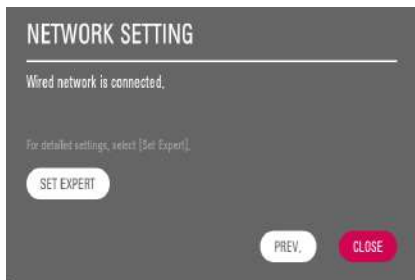 NETWORK SETTING
Wired network is connected.
For detailed settings, select [Set Expert].
SET EXPERT
PREV.
CLOSE